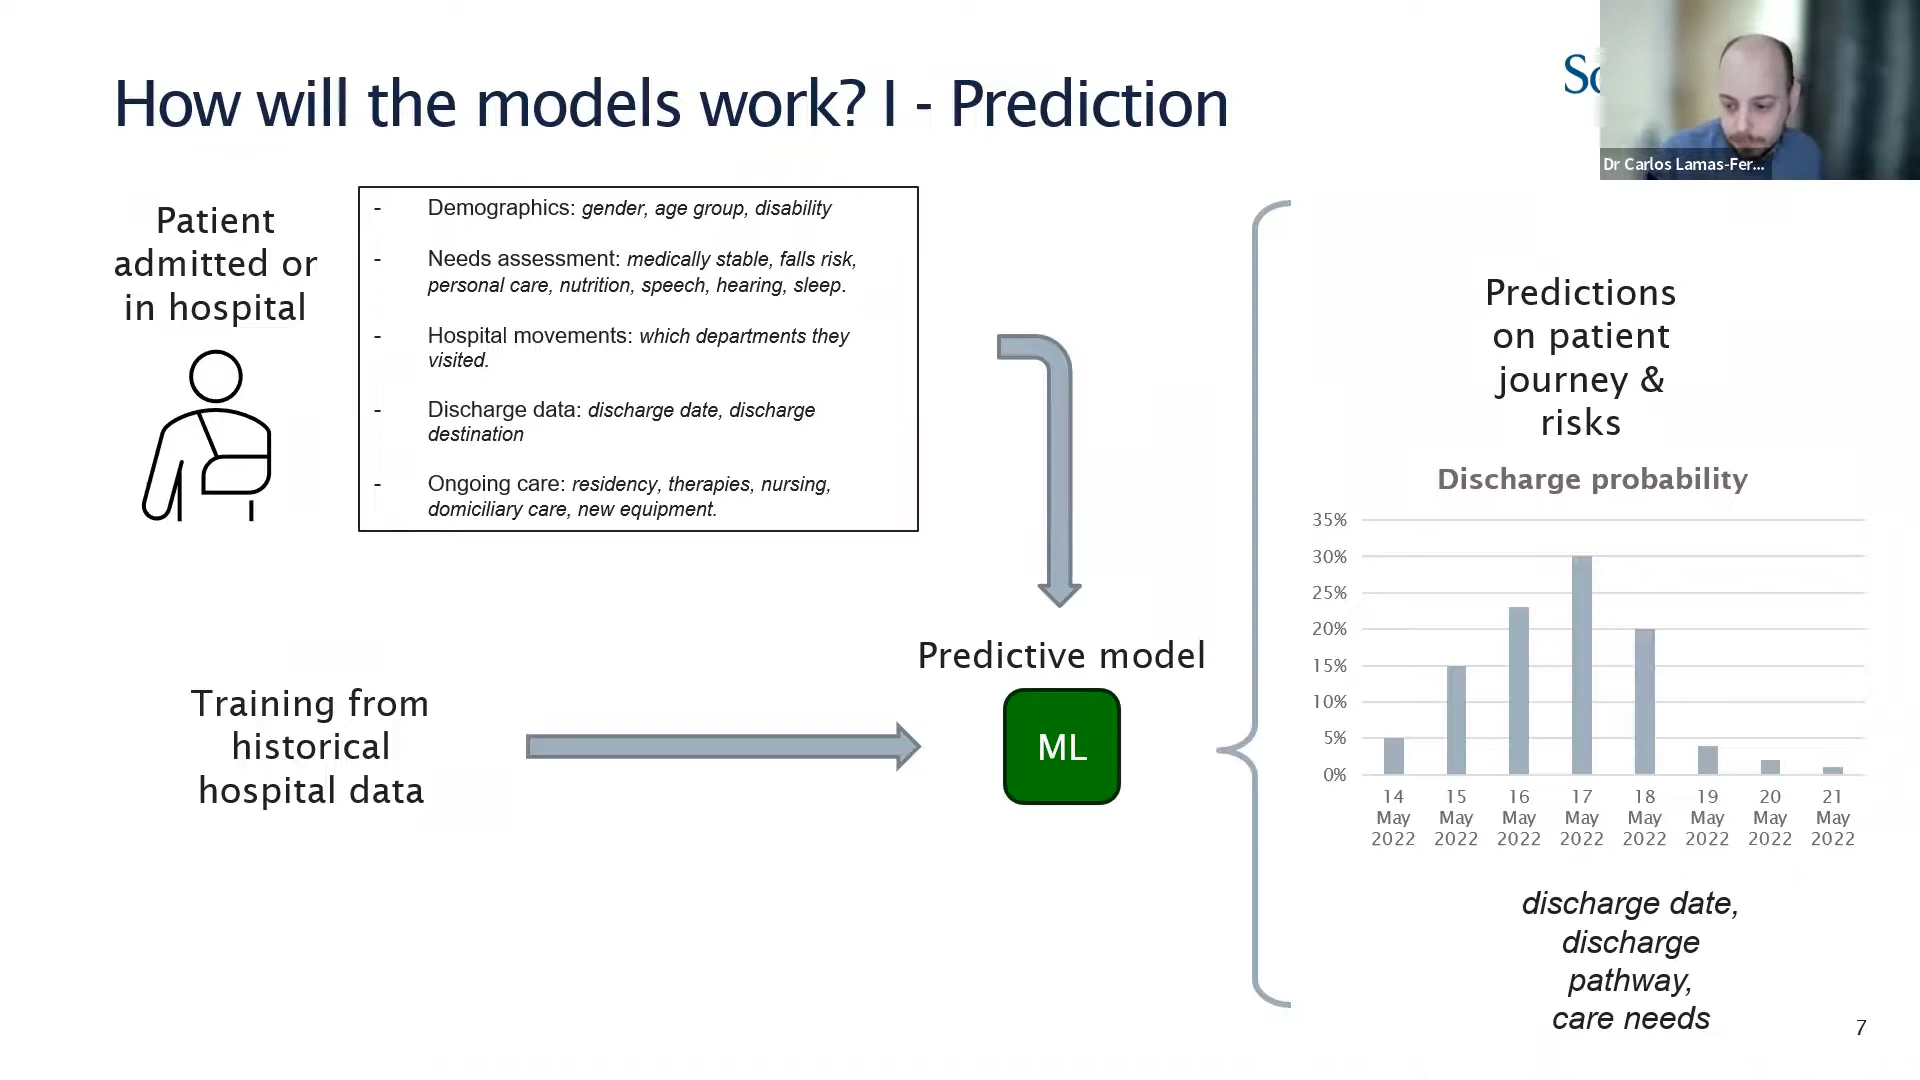 How will the models work? I - Prediction
Dr Carlos Lamas-Fer...
Patient
admitted or
in hospital
- Demographics: gender, age group, disability
- Needs assessment: medically stable, falls risk,
personal care, nutrition, speech, hearing, sleep.
- Hospital movements: which departments they
visited.
- Discharge data: discharge date, discharge
destination
- Ongoing care: residency, therapies, nursing,
domiciliary care, new equipment.
Training from
historical
hospital data
Predictive model
ML
Predictions
on patient
journey &
risks
Discharge probability
35%
30%
25%
20%
15%
10%
5%
0%
14 May 2022
15 May 2022
16 May 2022
17 May 2022
18 May 2022
19 May 2022
20 May 2022
21 May 2022
discharge date,
discharge
pathway,
care needs
7